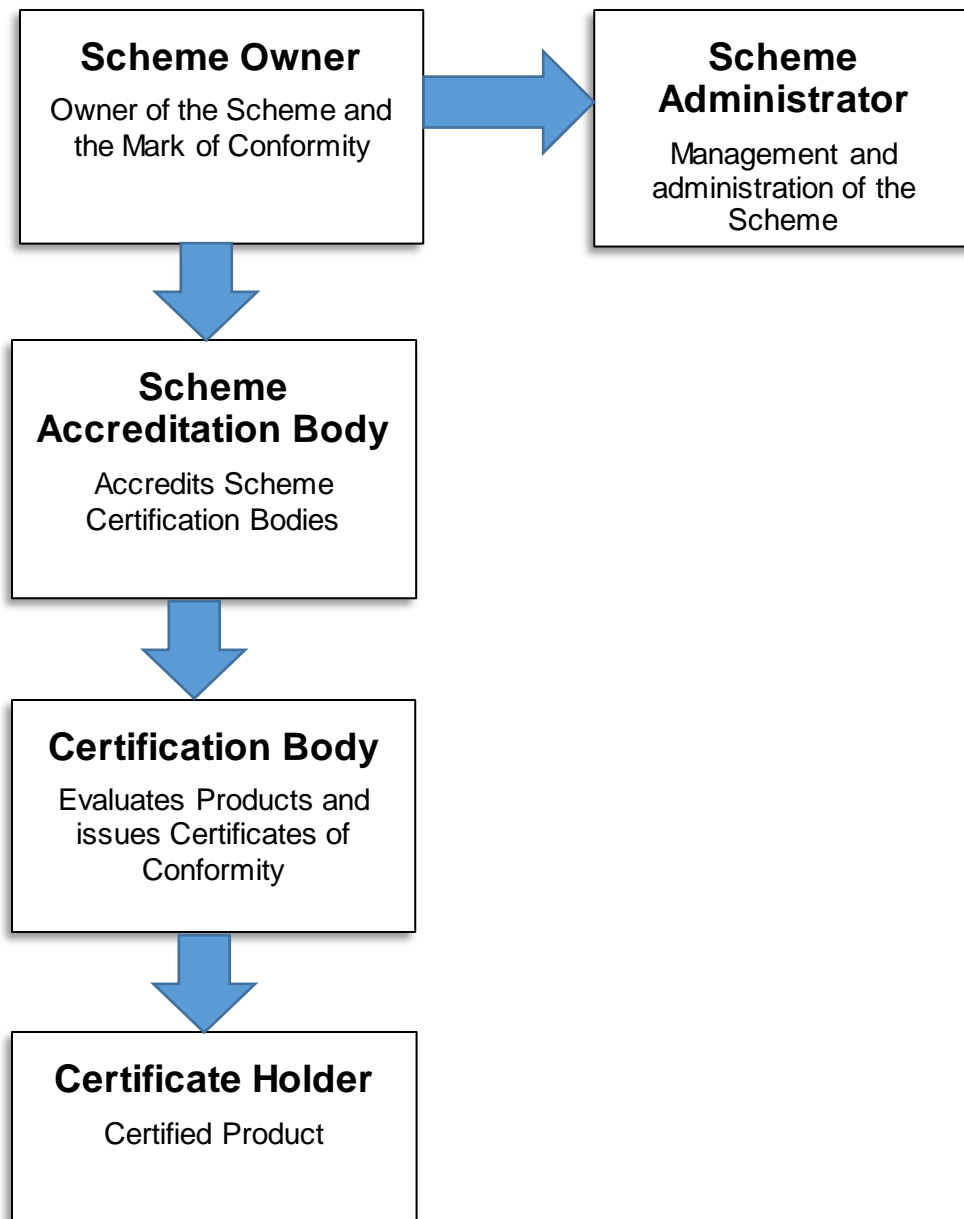 Scheme Owner
Owner of the Scheme and
the Mark of Conformity
Scheme
Administrator
Management and
administration of the
Scheme
Scheme
Accreditation Body
Accredits Scheme
Certification Bodies
Certification Body
Evaluates Products and
issues Certificates of
Conformity
Certificate Holder
Certified Product